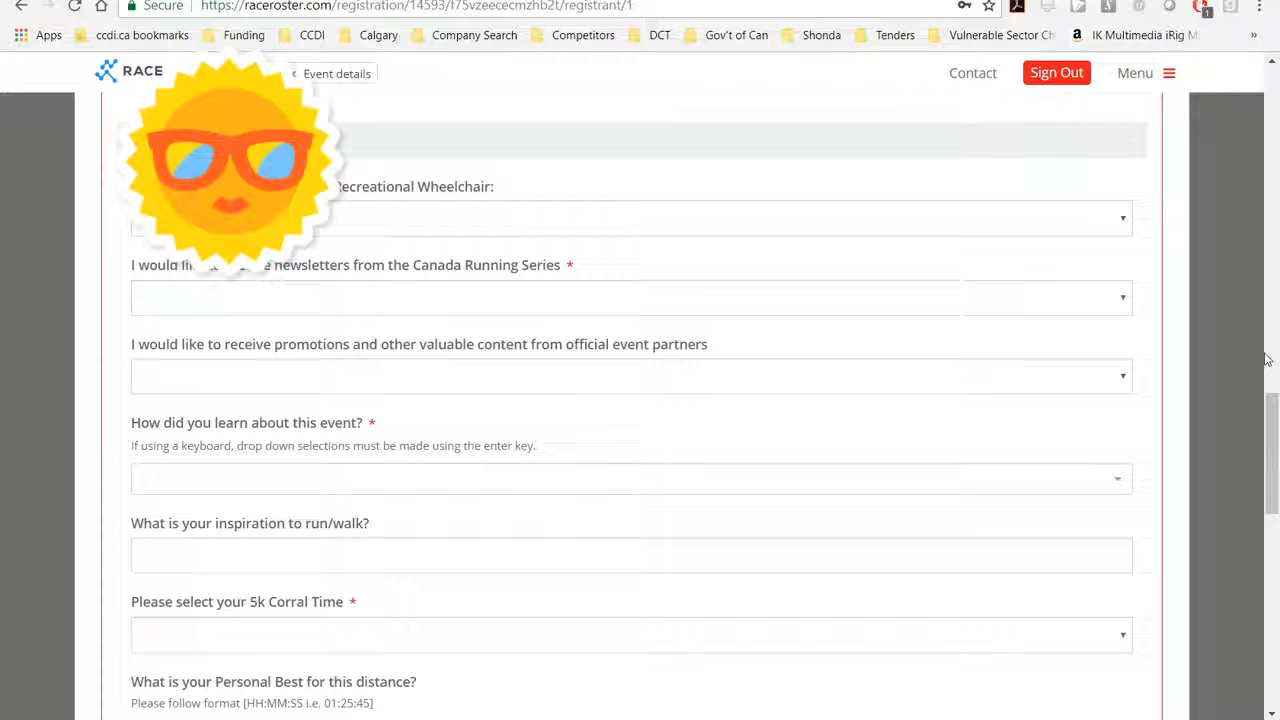 Secure https://raceroster.com/registration/14593/t75vzeececmzhb2t/registrant/1
Apps ccdi.ca bookmarks Funding CCDI Calgary Company Search Competitors DCT Gov't of Can Shonda Tenders Vulnerable Sector Ch IK Multimedia iRig M »
RACE Event details Contact Sign Out Menu
Recreational Wheelchair:
I would newsletters from the Canada Running Series *
I would like to receive promotions and other valuable content from official event partners
How did you learn about this event? *
If using a keyboard, drop down selections must be made using the enter key.
What is your inspiration to run/walk?
Please select your 5k Corral Time *
What is your Personal Best for this distance?
Please follow format [HH:MM:SS i.e. 01:25:45]